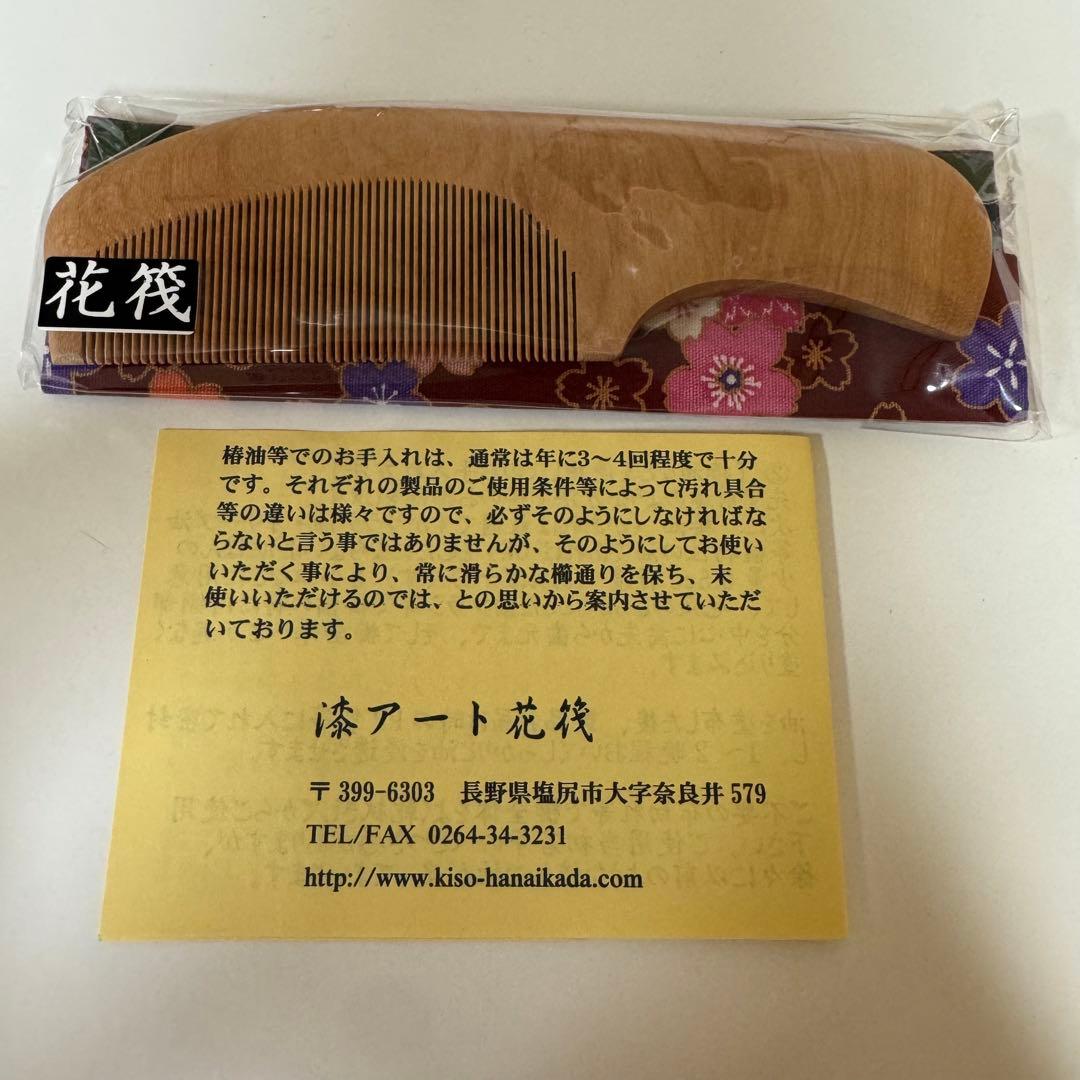 花筏
椿油等でのお手入れは、通常は年に3～4回程度で十分
です。それぞれの製品のご使用条件等によって汚れ具合
等の違いは様々ですので、必ずそのようにしなければな
らないと言う事ではありませんが、そのようにしてお使い
いただく事により、常に滑らかな櫛通りを保ち、末
使いいただけるのでは、との思いから案内させていただ
いております。
漆アート花筏
〒399-6303 長野県塩尻市大字奈良井579
TEL/FAX 0264-34-3231
http://www.kiso-hanaikada.com